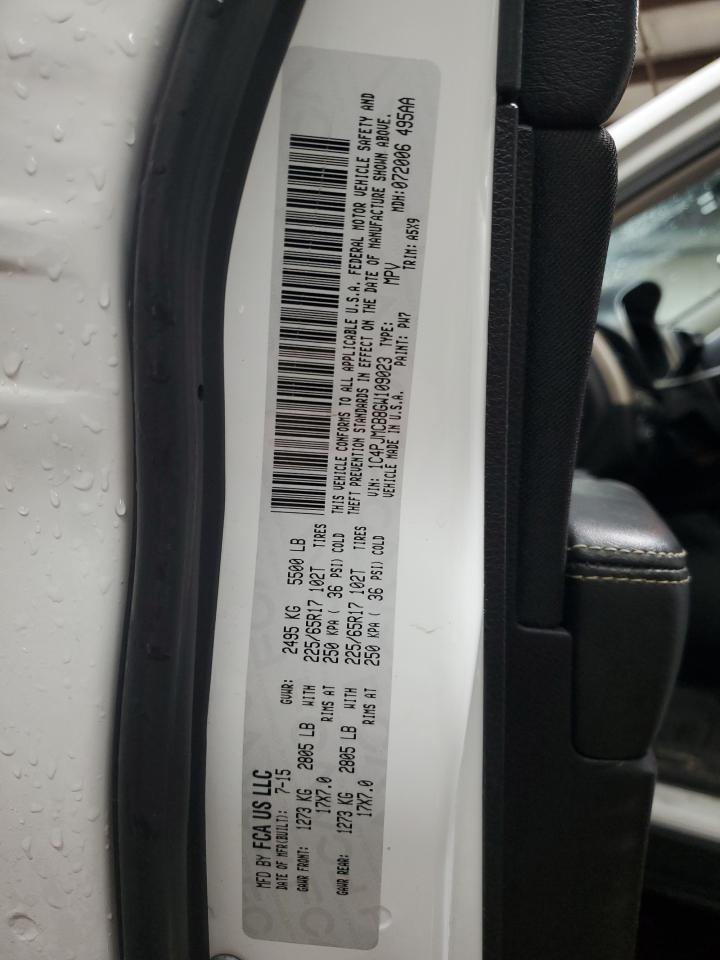 MFD BY FCA US LLC
DATE OF MFR(BUILT): 7-15 GVWR: 2495 KG 5500 LB
GAWR FRONT: 1273 KG 2805 LB WITH 225/65R17 102T TIRES
17X7.0 RIMS AT 250 KPA ( 36 PSI) COLD
GAWR REAR: 1273 KG 2805 LB WITH 225/65R17 102T TIRES
17X7.0 RIMS AT 250 KPA ( 36 PSI) COLD
THIS VEHICLE CONFORMS TO ALL APPLICABLE U.S.A. FEDERAL MOTOR VEHICLE SAFETY AND
THEFT PREVENTION STANDARDS IN EFFECT ON THE DATE OF MANUFACTURE SHOWN ABOVE.
VIN: 1C4PJMCB8GW109023 TYPE: MPV MDH:072006 495AA
VEHICLE MADE IN U.S.A. PAINT: PW7 TRIM: A5X9